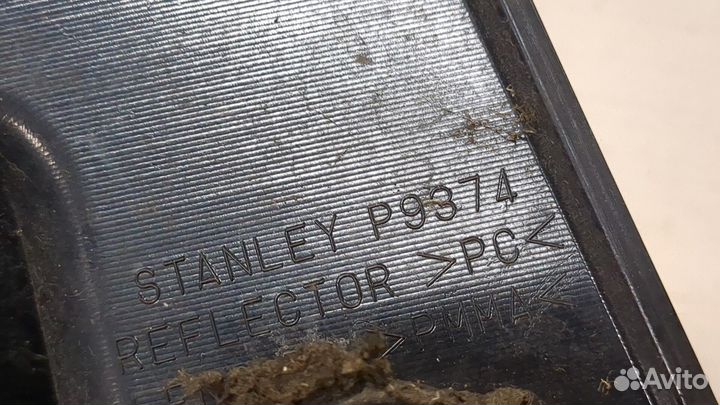 STANLEY P9374
REFLECTOR >PC<
>PMMA<
Avito